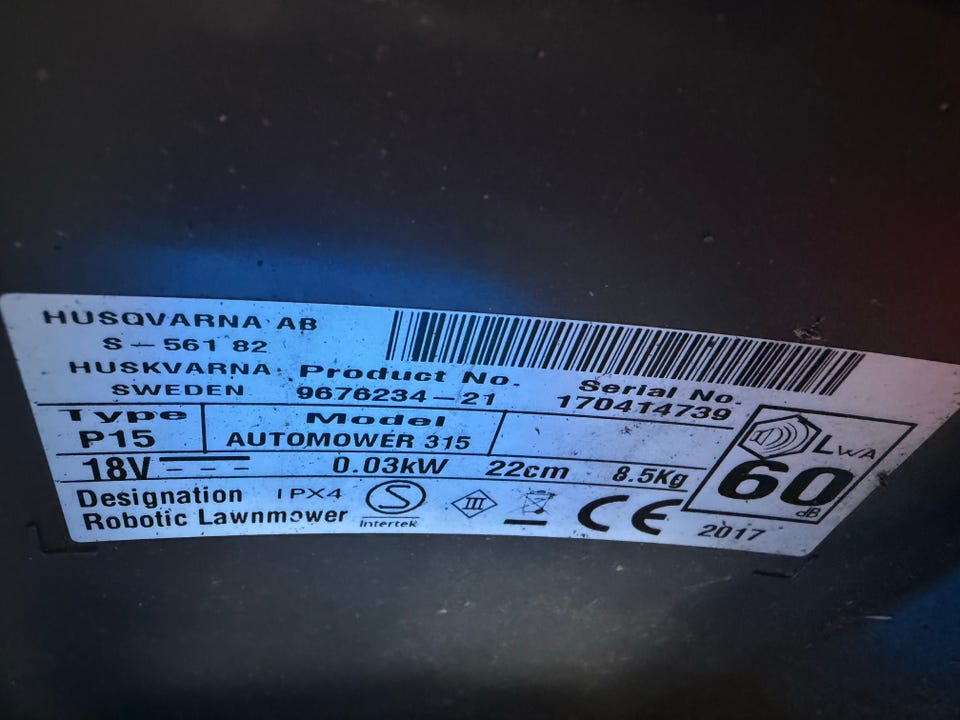 HUSQVARNA AB
S-561 82
HUSKVARNA
SWEDEN
Product No.
9676234-21
Serial No.
170414739
Type
P15
Model
AUTOMOWER 315
18V
0.03kW
22cm
8.5Kg
LWA
60
dB
Designation
Robotic Lawnmower
IPX4
S
Intertek
III
CE
2017